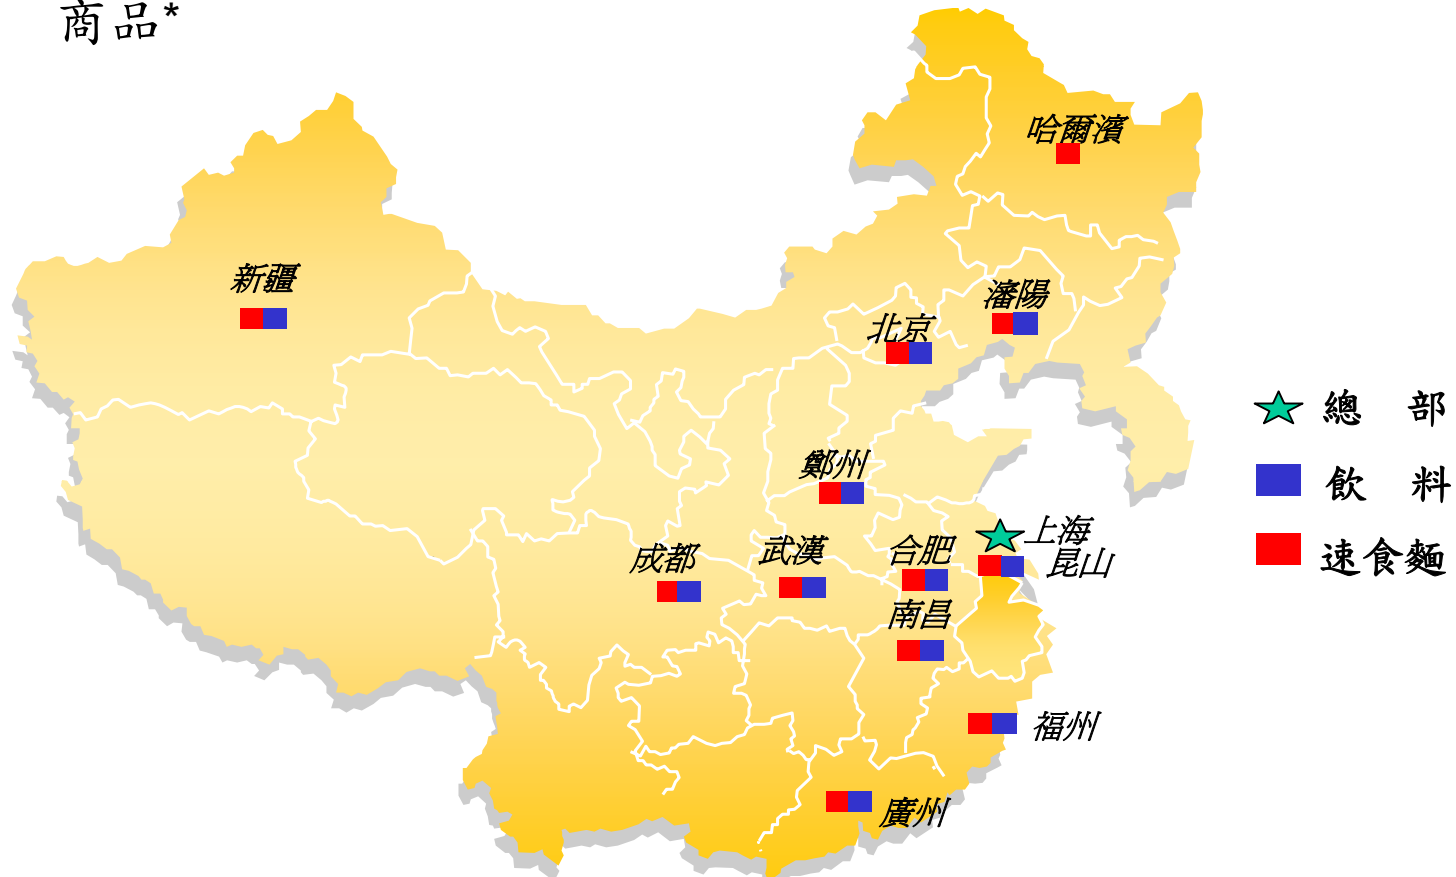 商品*
哈爾濱
新疆
瀋陽
北京
總 部
鄭州
飲 料
上海
成都
武漢
合肥
昆山
速食麵
南昌
福州
廣州